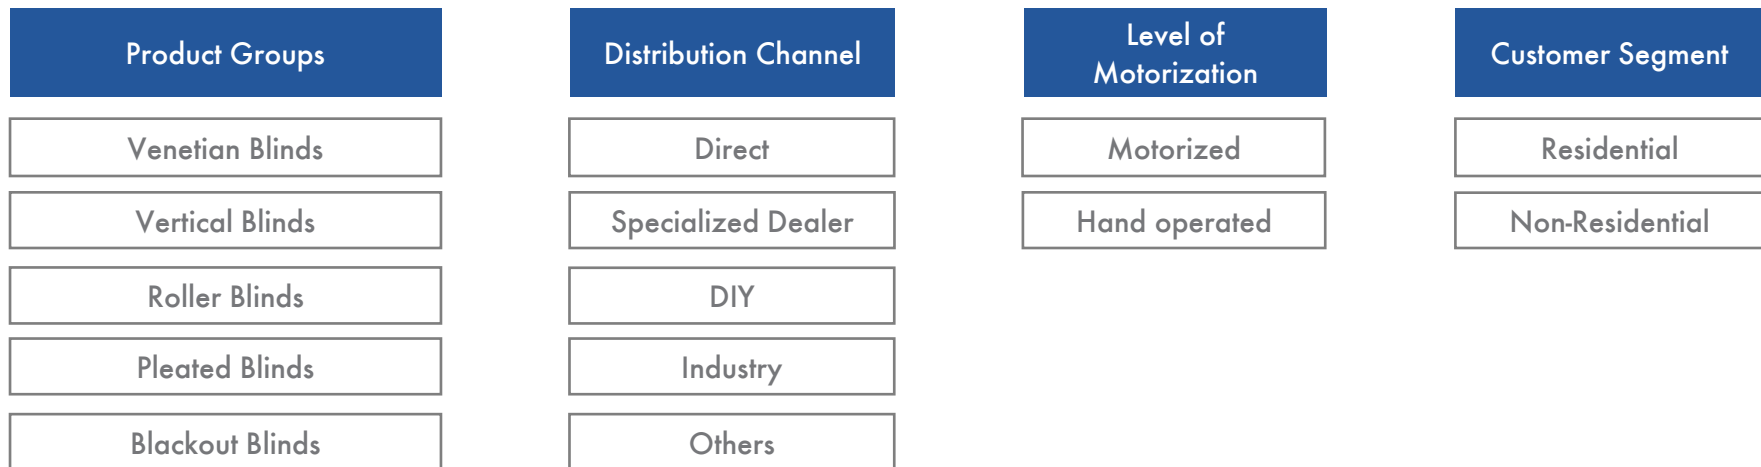 Product Groups
Venetian Blinds
Vertical Blinds
Roller Blinds
Pleated Blinds
Blackout Blinds
Distribution Channel
Direct
Specialized Dealer
DIY
Industry
Others
Level of
Motorization
Motorized
Hand operated
Customer Segment
Residential
Non-Residential